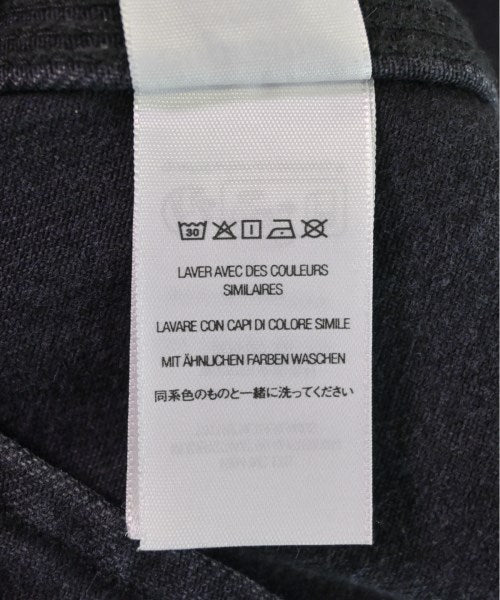 30
LAVER AVEC DES COULEURS
SIMILAIRES
LAVARE CON CAPI DI COLORE SIMILE
MIT ÄHNLICHEN FARBEN WASCHEN
同系色のものと一緒に洗ってください